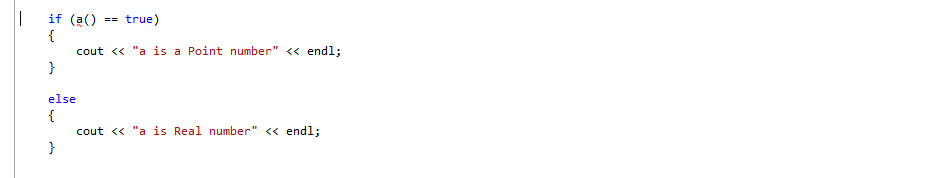 if (a() == true)
{
cout << "a is a Point number" << endl;
}
else
{
cout << "a is Real number" << endl;
}